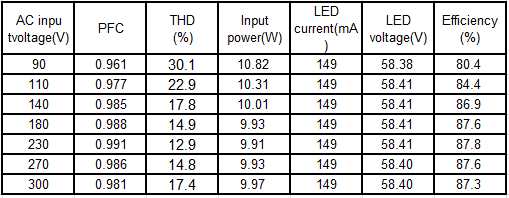 AC inpu tvoltage(V) PFC THD (%) Input power(W) LED current(mA ) LED voltage(V) Efficiency (%)
90 0.961 30.1 10.82 149 58.38 80.4
110 0.977 22.9 10.31 149 58.41 84.4
140 0.985 17.8 10.01 149 58.41 86.9
180 0.988 14.9 9.93 149 58.41 87.6
230 0.991 12.9 9.91 149 58.41 87.8
270 0.986 14.8 9.93 149 58.40 87.6
300 0.981 17.4 9.97 149 58.40 87.3